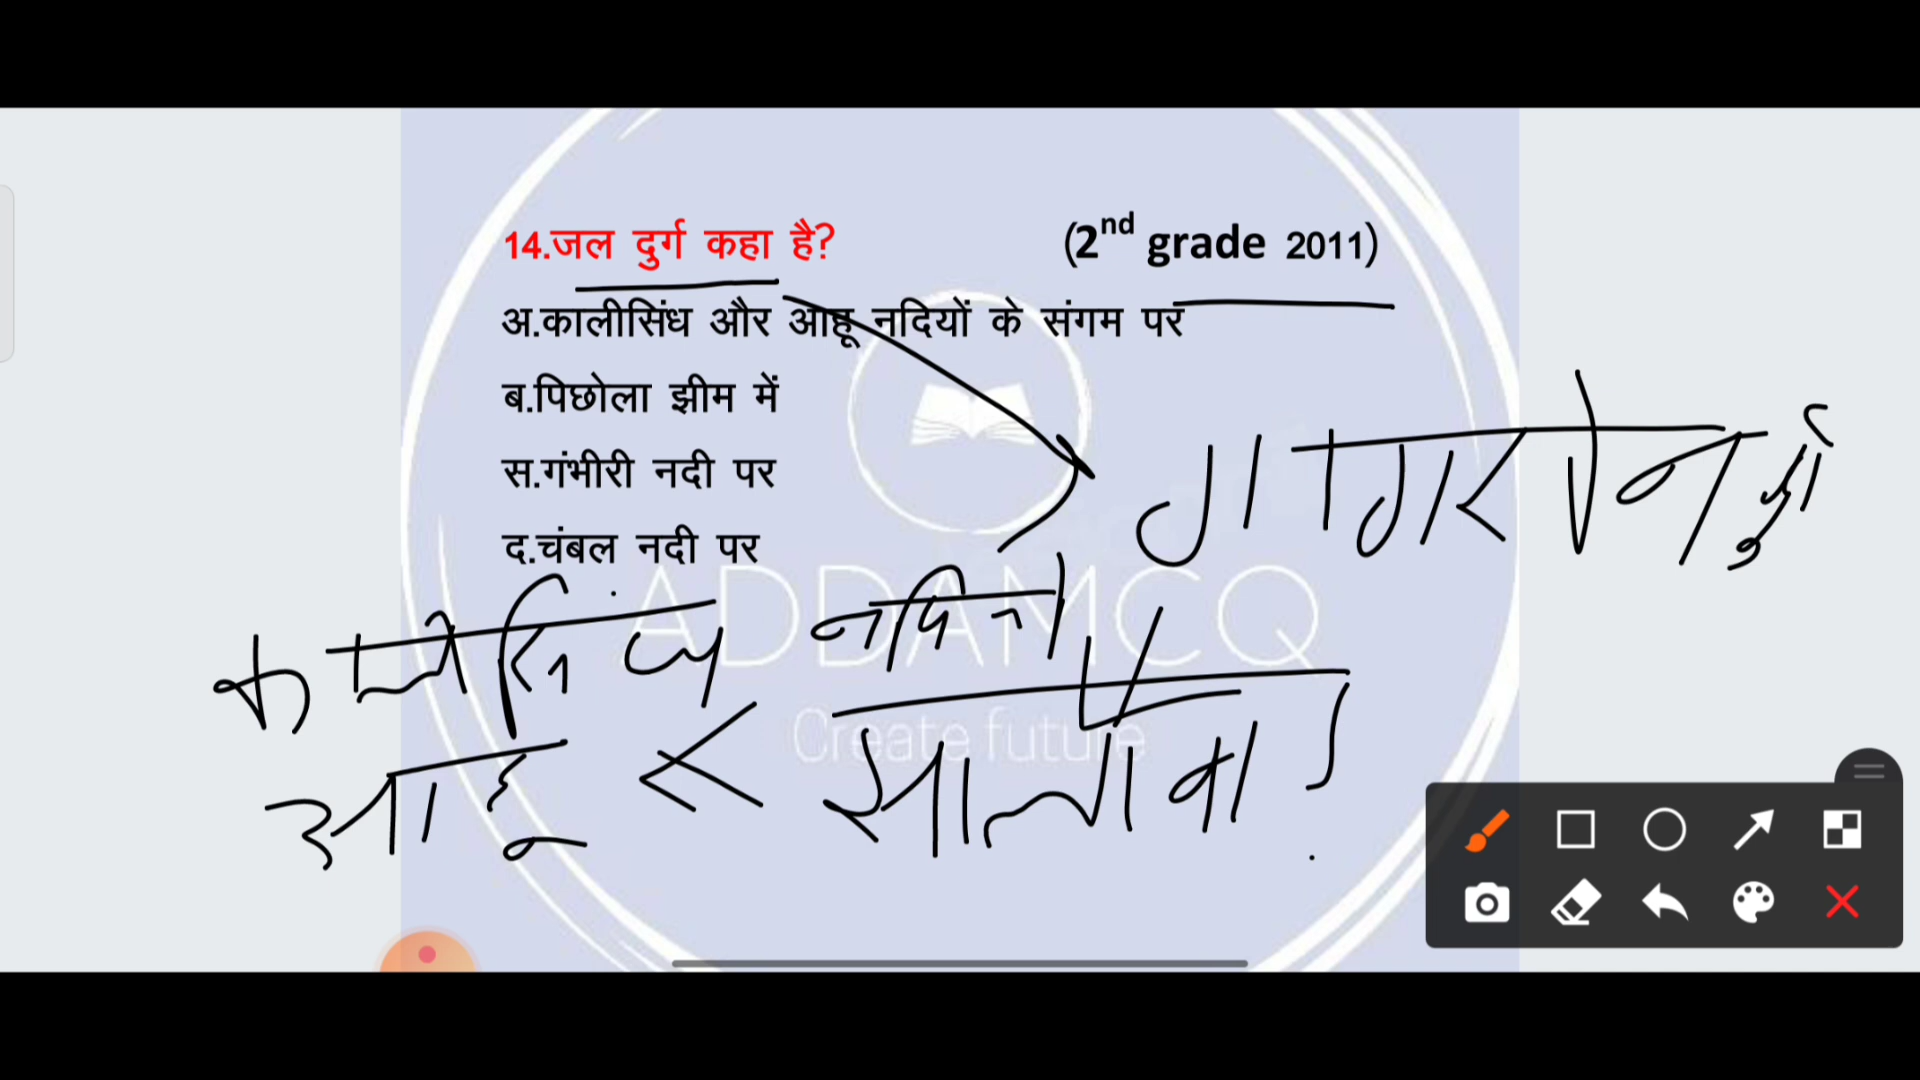 14.जल दुर्ग कहा है? (2nd grade 2011)
अ.कालीसिंध और आहू नदियों के संगम पर
ब.पिछोला झीम में
स.गंभीरी नदी पर
द.चंबल नदी पर
गागरोन दुर्ग
कालीसिंध नदियो
आहू < सालीवा
ADDAMCQ
Create future